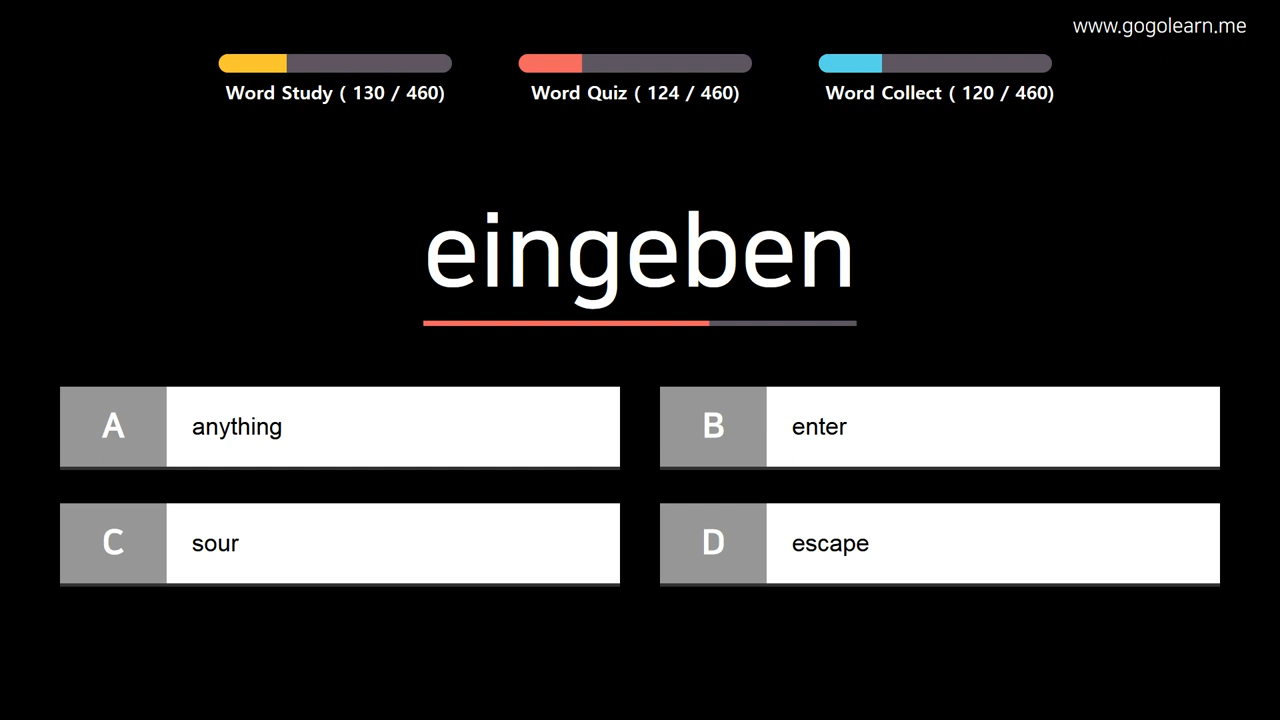 www.gogolearn.me
Word Study ( 130 / 460)
Word Quiz ( 124 / 460)
Word Collect ( 120 / 460)
eingeben
A
anything
B
enter
C
sour
D
escape